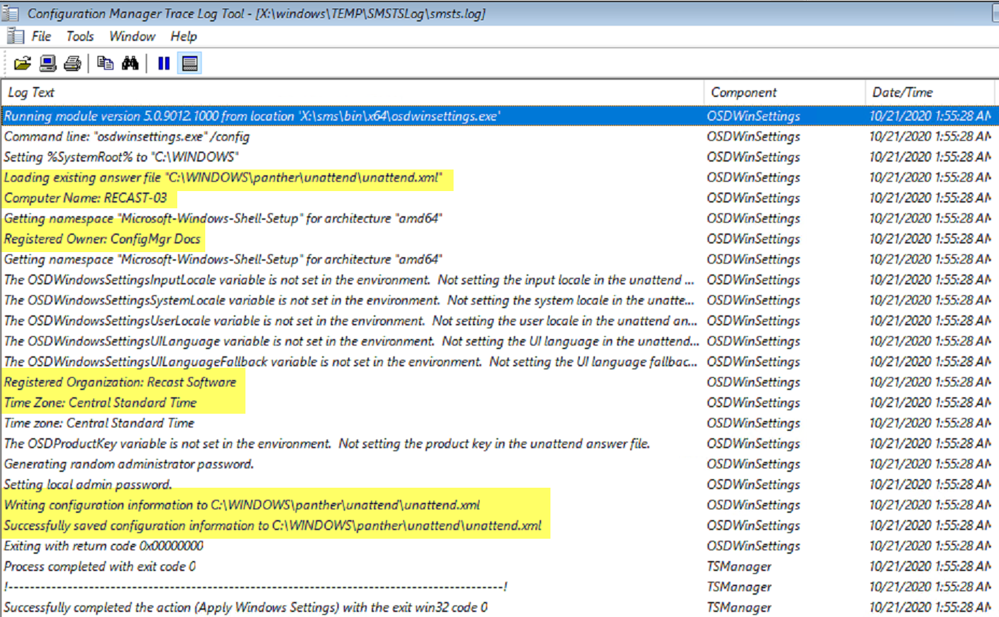 Configuration Manager Trace Log Tool - [X:\windows\TEMP\SMSTSLog\smsts.log]
File Tools Window Help
Log Text Component Date/Time
Running module version 5.0.9012.1000 from location 'X:\sms\bin\x64\osdwinsettings.exe' OSDWinSettings 10/21/2020 1:55:28 AM
Command line: "osdwinsettings.exe" /config OSDWinSettings 10/21/2020 1:55:28 AM
Setting %SystemRoot% to "C:\WINDOWS" OSDWinSettings 10/21/2020 1:55:28 AM
Loading existing answer file "C:\WINDOWS\panther\unattend\unattend.xml" OSDWinSettings 10/21/2020 1:55:28 AM
Computer Name: RECAST-03 OSDWinSettings 10/21/2020 1:55:28 AM
Getting namespace "Microsoft-Windows-Shell-Setup" for architecture "amd64" OSDWinSettings 10/21/2020 1:55:28 AM
Registered Owner: ConfigMgr Docs OSDWinSettings 10/21/2020 1:55:28 AM
Getting namespace "Microsoft-Windows-Shell-Setup" for architecture "amd64" OSDWinSettings 10/21/2020 1:55:28 AM
The OSDWindowsSettingsInputLocale variable is not set in the environment. Not setting the input locale in the unattend ... OSDWinSettings 10/21/2020 1:55:28 AM
The OSDWindowsSettingsSystemLocale variable is not set in the environment. Not setting the system locale in the unatte... OSDWinSettings 10/21/2020 1:55:28 AM
The OSDWindowsSettingsUserLocale variable is not set in the environment. Not setting the user locale in the unattend an... OSDWinSettings 10/21/2020 1:55:28 AM
The OSDWindowsSettingsUILanguage variable is not set in the environment. Not setting the UI language in the unattend... OSDWinSettings 10/21/2020 1:55:28 AM
The OSDWindowsSettingsUILanguageFallback variable is not set in the environment. Not setting the UI language fallbac... OSDWinSettings 10/21/2020 1:55:28 AM
Registered Organization: Recast Software OSDWinSettings 10/21/2020 1:55:28 AM
Time Zone: Central Standard Time OSDWinSettings 10/21/2020 1:55:28 AM
Time zone: Central Standard Time OSDWinSettings 10/21/2020 1:55:28 AM
The OSDProductKey variable is not set in the environment. Not setting the product key in the unattend answer file. OSDWinSettings 10/21/2020 1:55:28 AM
Generating random administrator password. OSDWinSettings 10/21/2020 1:55:28 AM
Setting local admin password. OSDWinSettings 10/21/2020 1:55:28 AM
Writing configuration information to C:\WINDOWS\panther\unattend\unattend.xml OSDWinSettings 10/21/2020 1:55:28 AM
Successfully saved configuration information to C:\WINDOWS\panther\unattend\unattend.xml OSDWinSettings 10/21/2020 1:55:28 AM
Exiting with return code 0x00000000 OSDWinSettings 10/21/2020 1:55:28 AM
Process completed with exit code 0 TSManager 10/21/2020 1:55:28 AM
!--------------------------------------------------------------------------------------------! TSManager 10/21/2020 1:55:28 AM
Successfully completed the action (Apply Windows Settings) with the exit win32 code 0 TSManager 10/21/2020 1:55:28 AM